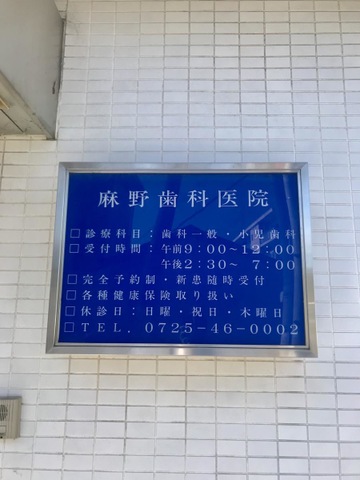 麻野歯科医院
□診療科目：歯科一般・小児歯科
□受付時間：午前9：00～12：00
午後2：30～ 7：00
□完全予約制・新患随時受付
□各種健康保険取り扱い
□休診日：日曜・祝日・木曜日
□TEL．0725－46－0002